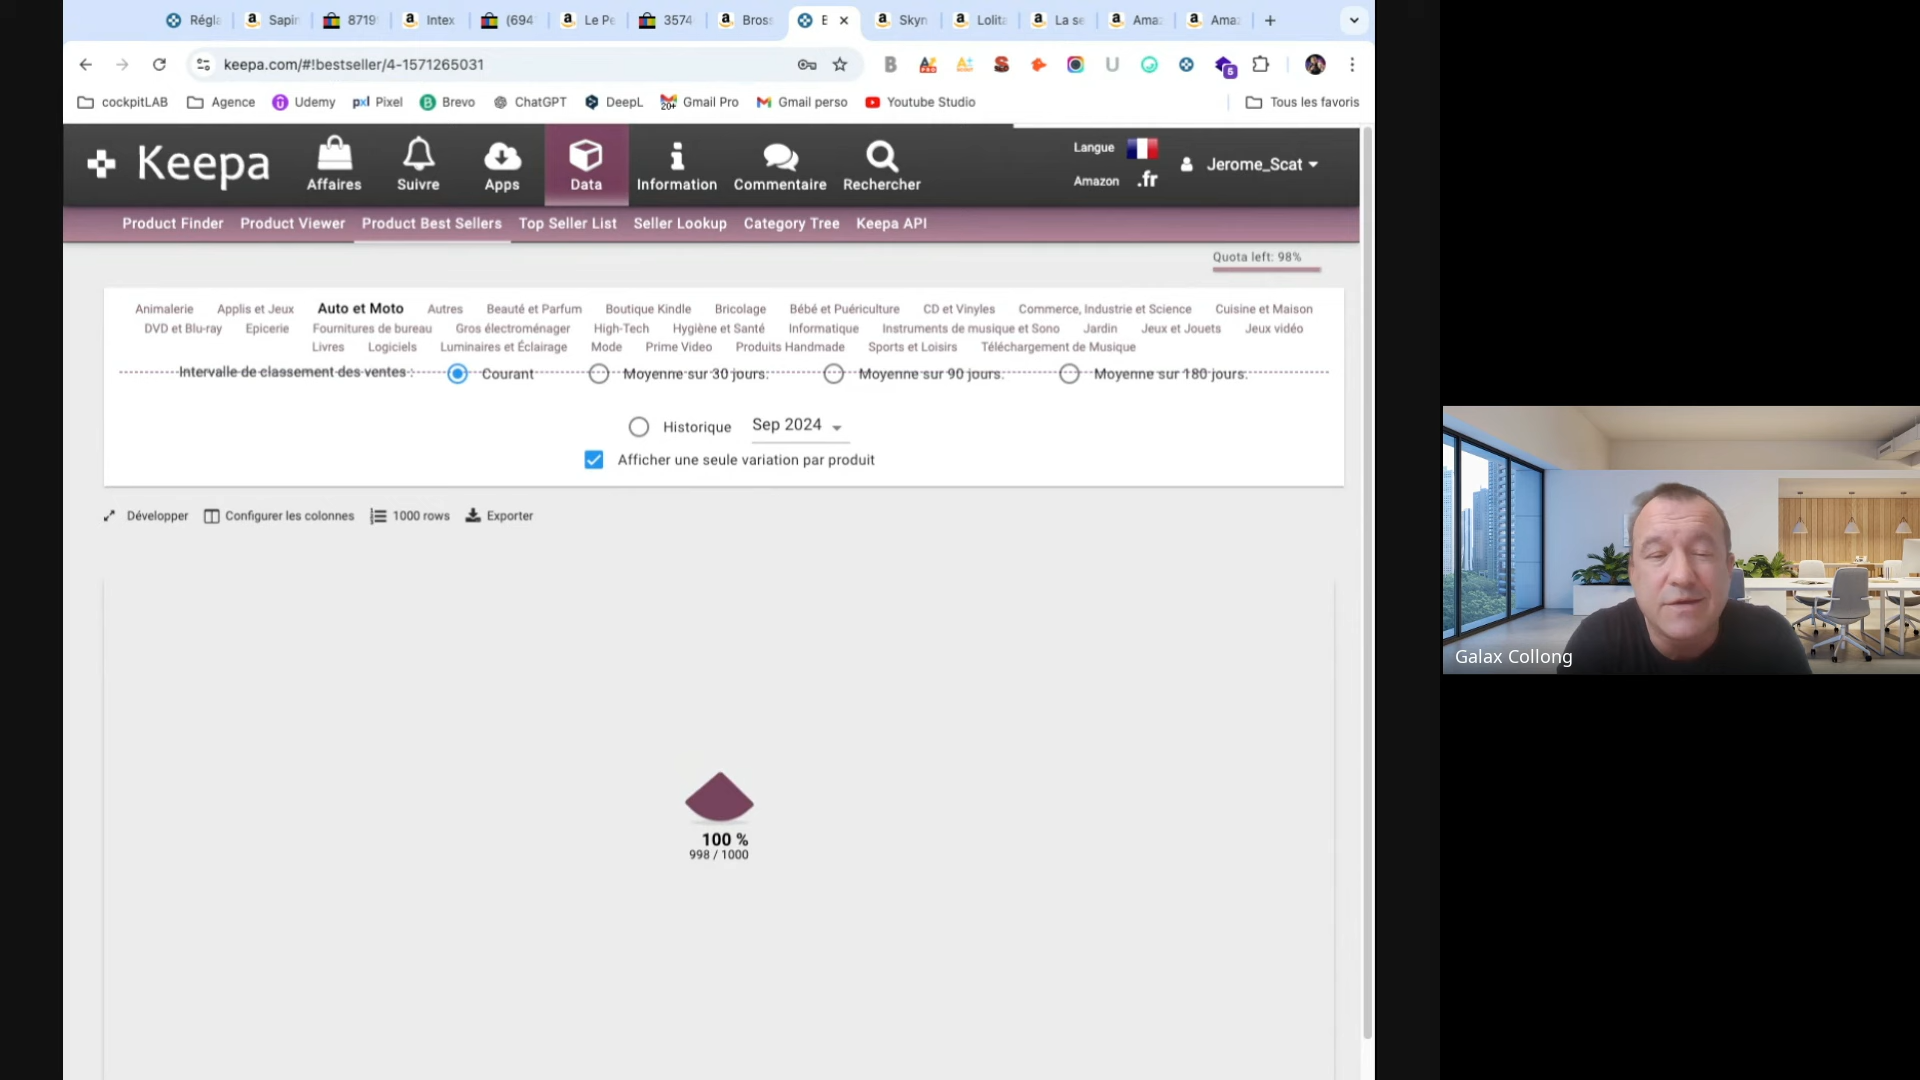 Régla
Sapin
8719
Intex
(694
Le Pe
3574
Bross
E
Skyn
Lolita
La se
Ama
Ama
keepa.com/#!bestseller/4-1571265031
5
cockpitLAB Agence Udemy pxl Pixel Brevo ChatGPT DeepL 20+ Gmail Pro Gmail perso Youtube Studio Tous les favoris
Keepa
Affaires Suivre Apps Data Information Commentaire Rechercher
Langue
Amazon .fr
Jerome_Scat
Product Finder Product Viewer Product Best Sellers Top Seller List Seller Lookup Category Tree Keepa API
Quota left: 98%
Animalerie Applis et Jeux Auto et Moto Autres Beauté et Parfum Boutique Kindle Bricolage Bébé et Puériculture CD et Vinyles Commerce, Industrie et Science Cuisine et Maison
DVD et Blu-ray Epicerie Fournitures de bureau Gros électroménager High-Tech Hygiène et Santé Informatique Instruments de musique et Sono Jardin Jeux et Jouets Jeux vidéo
Livres Logiciels Luminaires et Éclairage Mode Prime Video Produits Handmade Sports et Loisirs Téléchargement de Musique
Intervalle de classement des ventes : Courant Moyenne sur 30 jours. Moyenne sur 90 jours. Moyenne sur 180 jours.
Historique Sep 2024
Afficher une seule variation par produit
Développer Configurer les colonnes 1000 rows Exporter
100 %
998 / 1000
Galax Collong